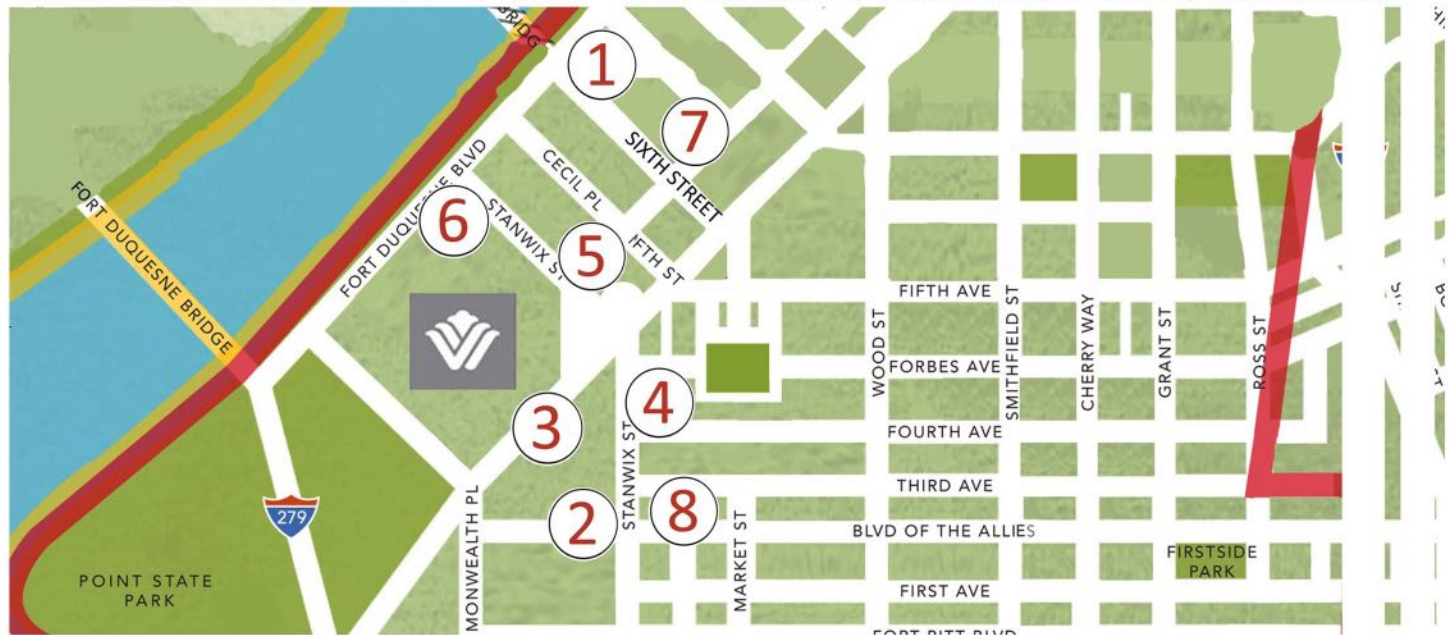 BRIDG
1
7
SIXTH STREET
CECIL PL
FORT DUQUESNE BLVD
6
STANWIX ST
5
IFTH ST
FORT DUQUESNE BRIDGE
FIFTH AVE
WOOD ST
FORBES AVE
SMITHFIELD ST
CHERRY WAY
GRANT ST
ROSS ST
4
3
FOURTH AVE
STANWIX ST
THIRD AVE
279
2
8
MONWEALTH PL
MARKET ST
BLVD OF THE ALLIES
POINT STATE
PARK
FIRSTSIDE
PARK
FIRST AVE
FORT PITT BLVD